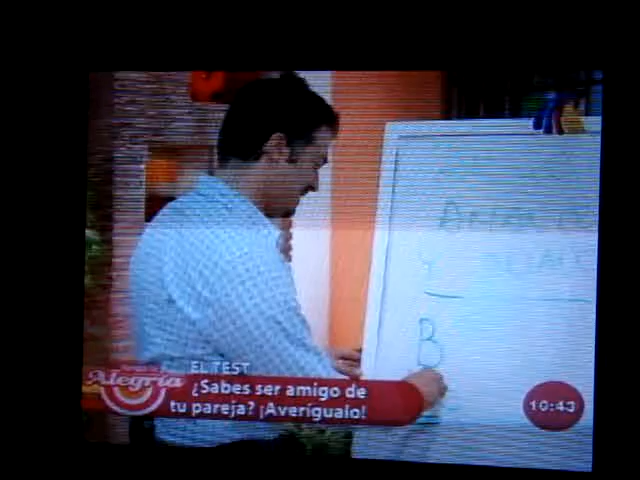 Y
B
EL TEST
Alegría
¿Sabes ser amigo de
tu pareja? ¡Averígualo!
10:43